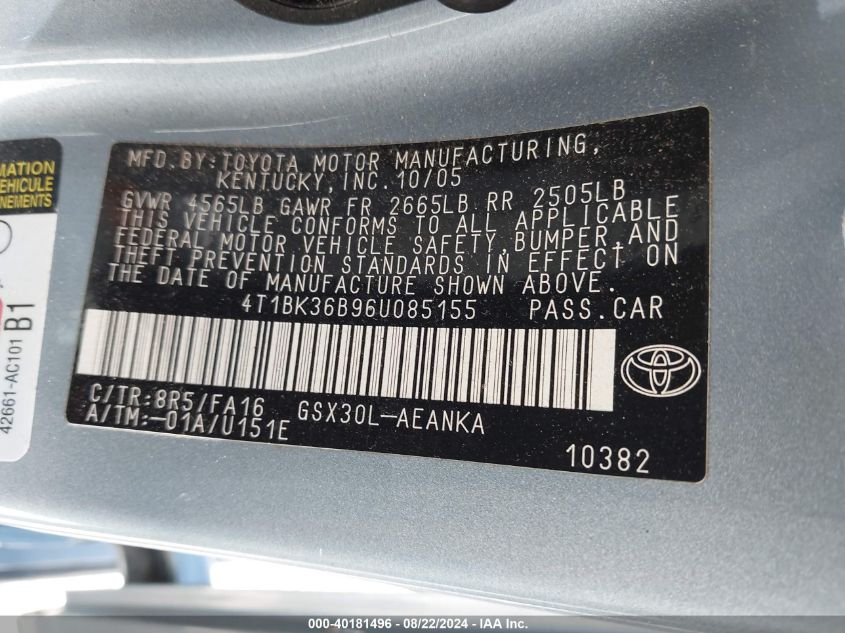 MFD.BY:TOYOTA MOTOR MANUFACTURING,
KENTUCKY,INC.10/05
GVWR 4565LB GAWR FR 2665LB RR 2505LB
THIS VEHICLE CONFORMS TO ALL APPLICABLE
FEDERAL MOTOR VEHICLE SAFETY,BUMPER,AND
THEFT PREVENTION STANDARDS IN EFFECT ON
THE DATE OF MANUFACTURE SHOWN ABOVE.
4T1BK36B96U085155 PASS.CAR
C/TR:8R5/FA16 GSX30L-AEANKA
A/TM:-01A/U151E
10382
MATION
VEHICULE
NEMENTS
42661-AC101 B1
000-40181496 - 08/22/2024 - IAA Inc.